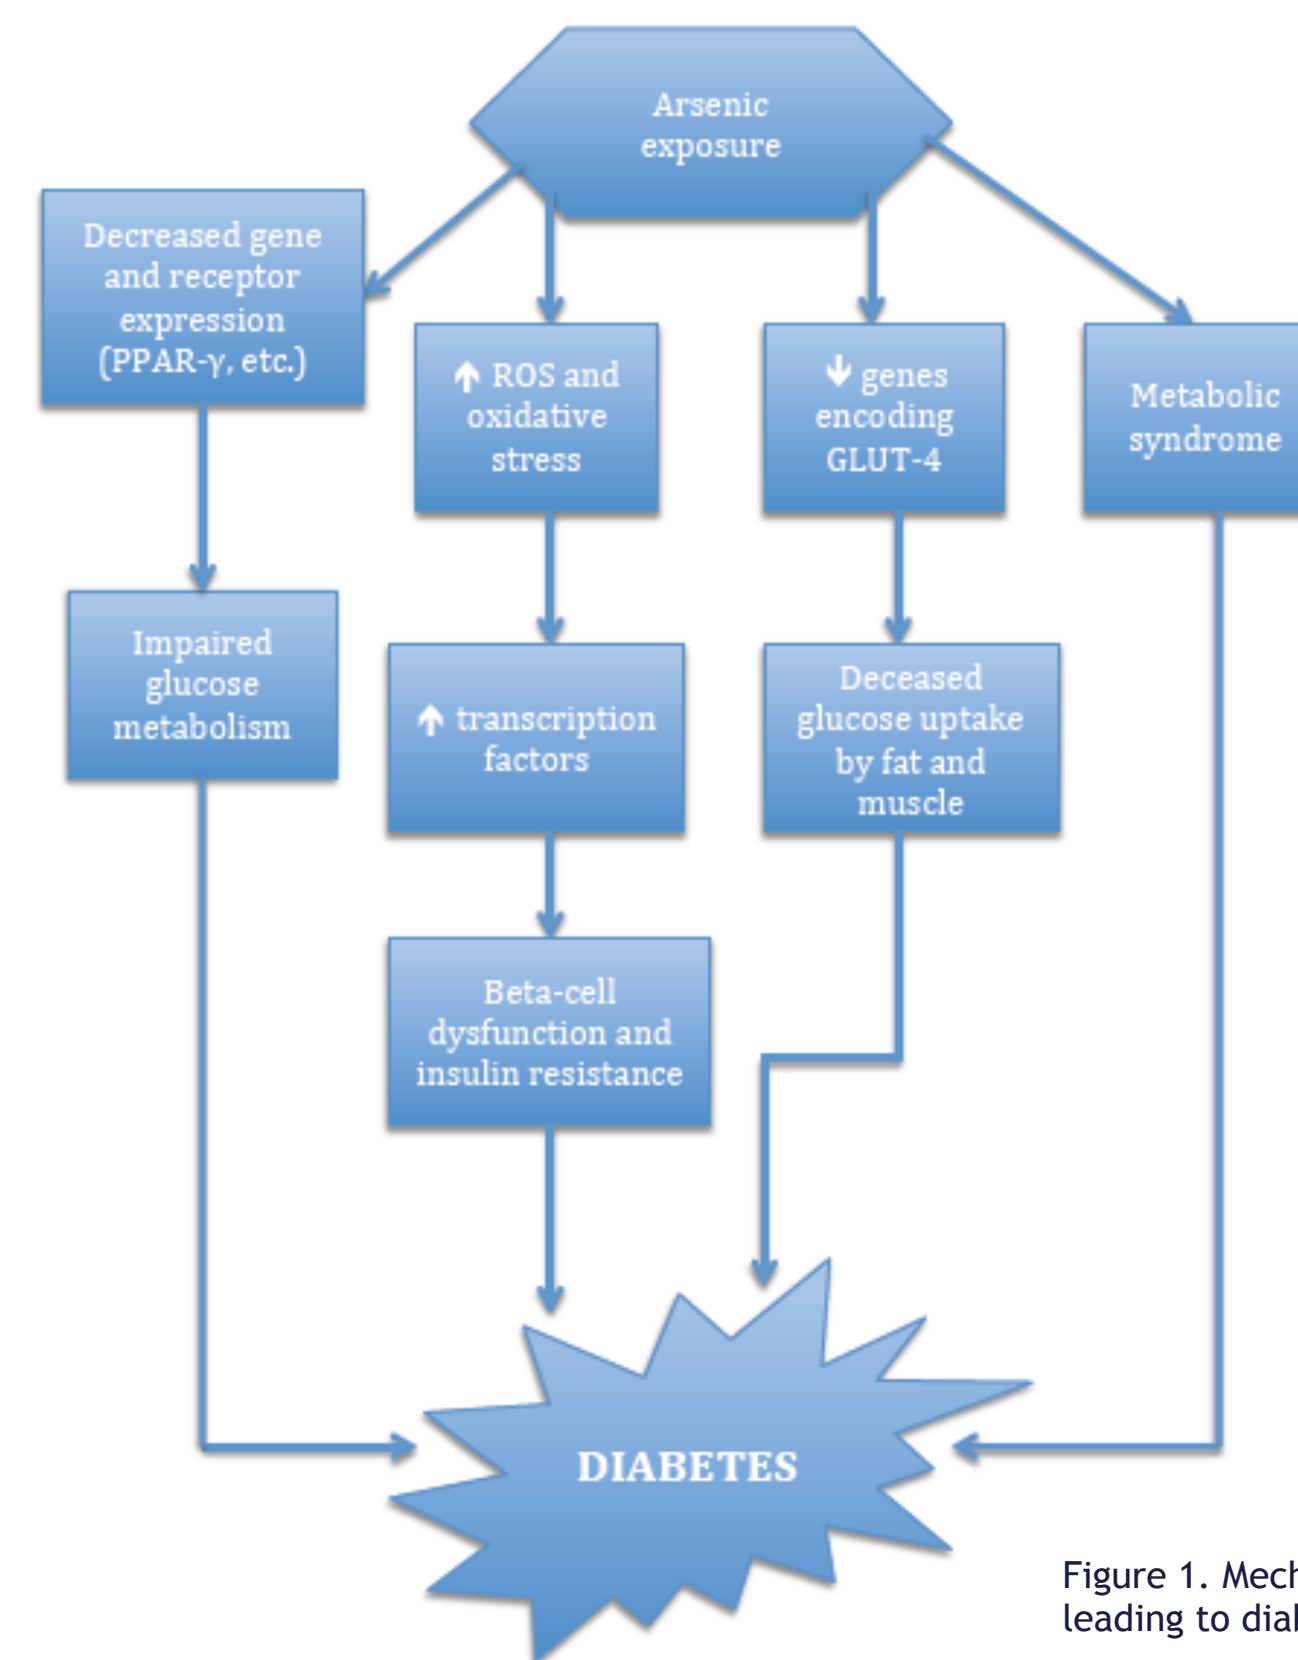 Arsenic
exposure
Decreased gene
and receptor
expression
(PPAR-γ, etc.)
↑ ROS and
oxidative
stress
↓ genes
encoding
GLUT-4
Metabolic
syndrome
Impaired
glucose
metabolism
↑ transcription
factors
Deceased
glucose uptake
by fat and
muscle
Beta-cell
dysfunction and
insulin resistance
DIABETES
Figure 1.
leading to